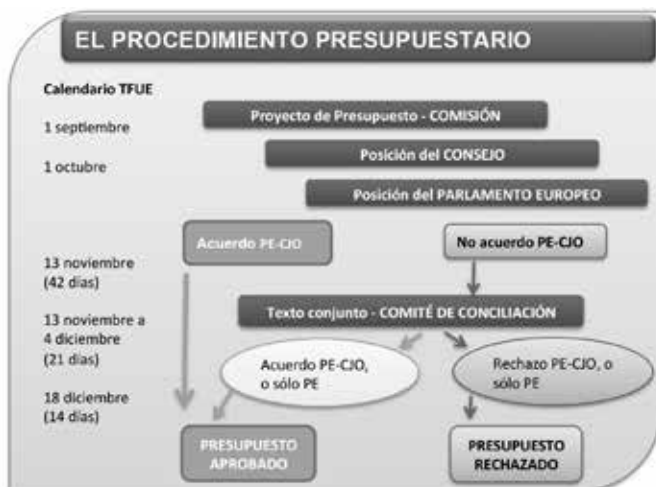 EL PROCEDIMIENTO PRESUPUESTARIO
Calendario TFUE
1 septiembre
Proyecto de Presupuesto - COMISIÓN
Posición del CONSEJO
1 octubre
Posición del PARLAMENTO EUROPEO
Acuerdo PE-CJO
No acuerdo PE-CJO
13 noviembre
(42 días)
Texto conjunto - COMITÉ DE CONCILIACIÓN
13 noviembre a
4 diciembre
(21 días)
Acuerdo PE-CJO,
o sólo PE
Rechazo PE-CJO, o
sólo PE
18 diciembre
(14 días)
PRESUPUESTO
APROBADO
PRESUPUESTO
RECHAZADO